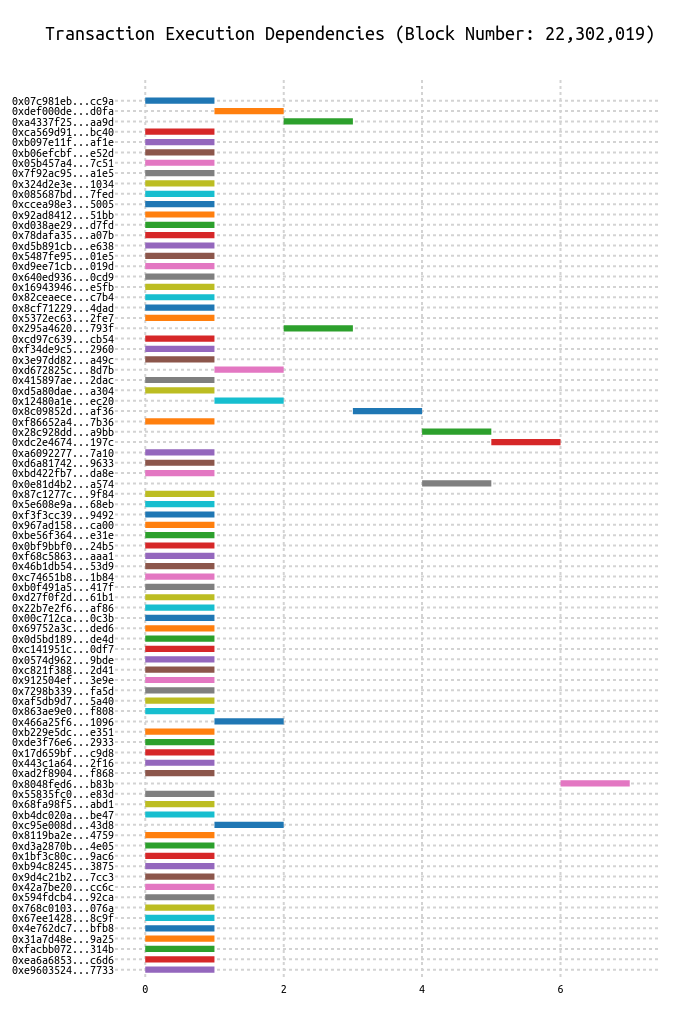 Transaction Execution Dependencies (Block Number: 22,302,019)
0x07c981eb...cc9a
0xdef000de...d0fa
0xa4337f25...aa9d
0xca569d91...bc40
0xb097e11f...af1e
0xb06efcbf...e52d
0x05b457a4...7c51
0x7f92ac95...a1e5
0x324d2e3e...1034
0x085687bd...7fed
0xccea98e3...5005
0x92ad8412...51bb
0xd038ae29...d7fd
0x78dafa35...a07b
0xd5b891cb...e638
0x5487fe95...01e5
0xd9ee71cb...019d
0x640ed936...0cd9
0x16943946...e5fb
0x82ceaece...c7b4
0x8cf71229...4dad
0x5372ec63...2fe7
0x295a4620...793f
0xcd97c639...cb54
0xf34de9c5...2960
0x3e97dd82...a49c
0xd672825c...8d7b
0x415897ae...2dac
0xd5a80dae...a304
0x12480a1e...ec20
0x8c09852d...af36
0xf86652a4...7b36
0x28c928dd...a9bb
0xdc2e4674...197c
0xa6092277...7a10
0xd6a81742...9633
0xbd422fb7...da8e
0x0e81d4b2...a574
0x87c1277c...9f84
0x5e608e9a...68eb
0xf3f3cc39...9492
0x967ad158...ca00
0xbe56f364...e31e
0x0bf9bbf0...24b5
0xf68c5863...aaa1
0x46b1db54...53d9
0xc74651b8...1b84
0xb0f491a5...417f
0xd27f0f2d...61b1
0x22b7e2f6...af86
0x00c712ca...0c3b
0x69752a3c...ded6
0x0d5bd189...de4d
0xc141951c...0df7
0x0574d962...9bde
0xc821f388...2d41
0x912504ef...3e9e
0x7298b339...fa5d
0xaf5db9d7...5a40
0x863ae9e0...f808
0x466a25f6...1096
0xb229e5dc...e351
0xde3f76e6...2933
0x17d659bf...c9d8
0x443c1a64...2f16
0xad2f8904...f868
0x8048fed6...b83b
0x55835fc0...e83d
0x68fa98f5...abd1
0xb4dc020a...be47
0xc95e008d...43d8
0x8119ba2e...4759
0xd3a2870b...4e05
0x1bf3c80c...9ac6
0xb94c8245...3875
0x9d4c21b2...7cc3
0x42a7be20...cc6c
0x594fdcb4...92ca
0x768c0103...076a
0x67ee1428...8c9f
0x4e762dc7...bfb8
0x31a7d48e...9a25
0xfacbb072...314b
0xea6a6853...c6d6
0xe9603524...7733
0 2 4 6